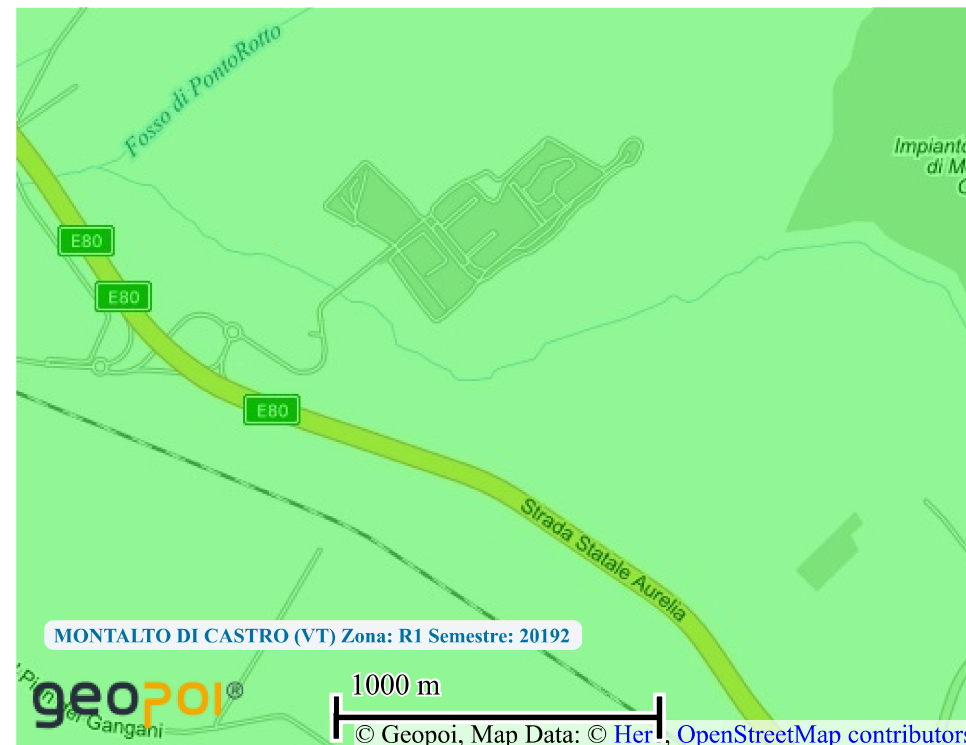 Fosso di PontoRotto
Impianto
di M
C
E80
E80
E80
Strada Statale Aurelia
MONTALTO DI CASTRO (VT) Zona: R1 Semestre: 20192
geopoi®
Gangani
1000 m
© Geopoi, Map Data: © Her , OpenStreetMap contributors